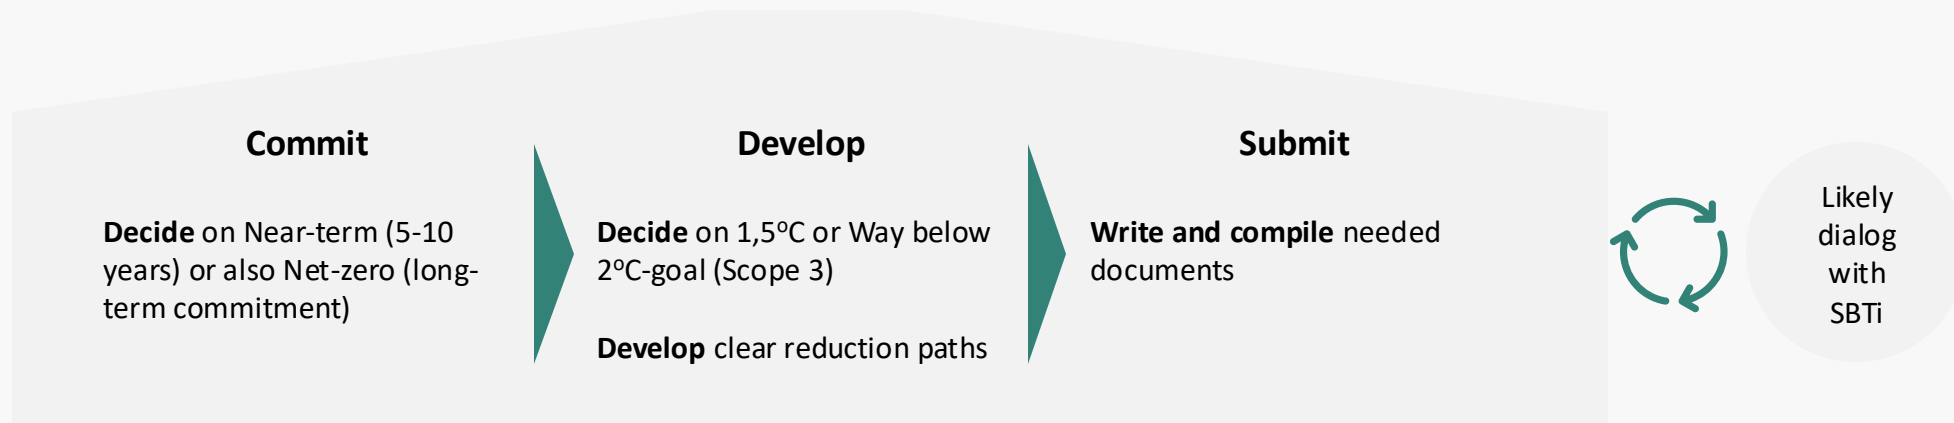 Commit
Decide on Near-term (5-10
years) or also Net-zero (long-
term commitment)
Develop
Decide on 1,5ºC or Way below
2ºC-goal (Scope 3)
Develop clear reduction paths
Submit
Write and compile needed
documents
Likely
dialog
with
SBTi